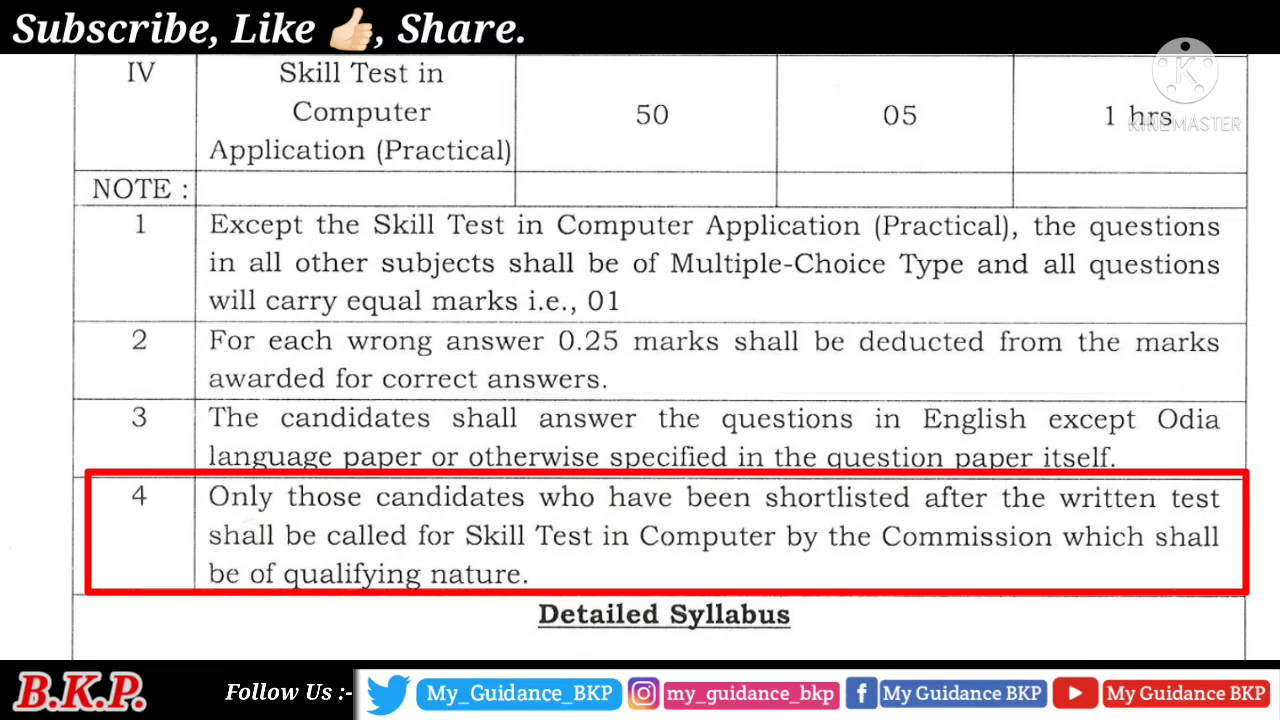 Subscribe, Like 👍🏻, Share.
IV
Skill Test in
Computer
Application (Practical)
50
05
1 hrs
KINEMASTER
NOTE :
1
Except the Skill Test in Computer Application (Practical), the questions
in all other subjects shall be of Multiple-Choice Type and all questions
will carry equal marks i.e., 01
2
For each wrong answer 0.25 marks shall be deducted from the marks
awarded for correct answers.
3
The candidates shall answer the questions in English except Odia
language paper or otherwise specified in the question paper itself.
4
Only those candidates who have been shortlisted after the written test
shall be called for Skill Test in Computer by the Commission which shall
be of qualifying nature.
Detailed Syllabus
B.K.P.
Follow Us :-
My_Guidance_BKP
my_guidance_bkp
My Guidance BKP
My Guidance BKP